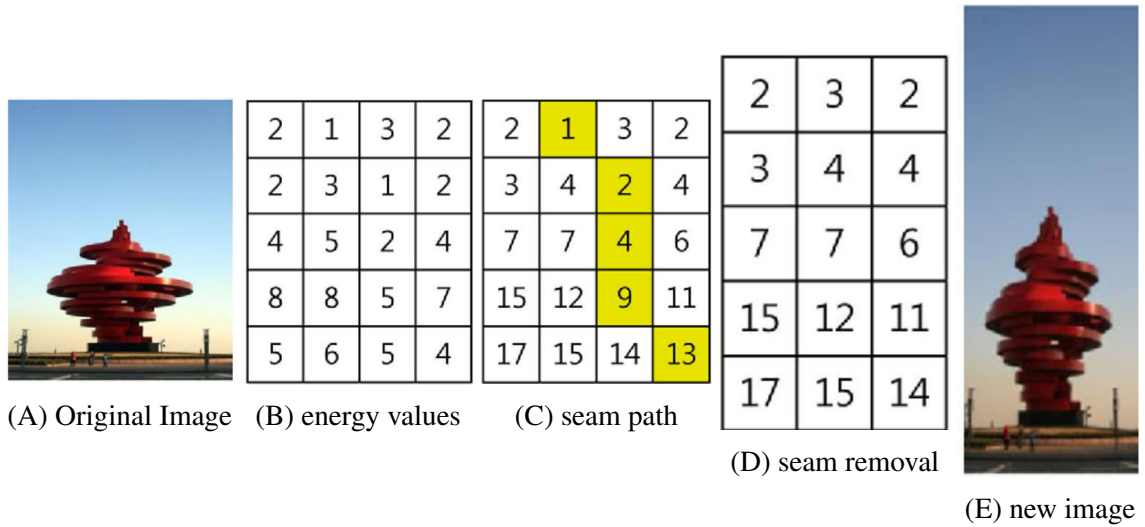 2 1 3 2
2 3 1 2
4 5 2 4
8 8 5 7
5 6 5 4
2 1 3 2
3 4 2 4
7 7 4 6
15 12 9 11
17 15 14 13
2 3 2
3 4 4
7 7 6
15 12 11
17 15 14
(A) Original Image
(B) energy values
(C) seam path
(D) seam removal
(E) new image